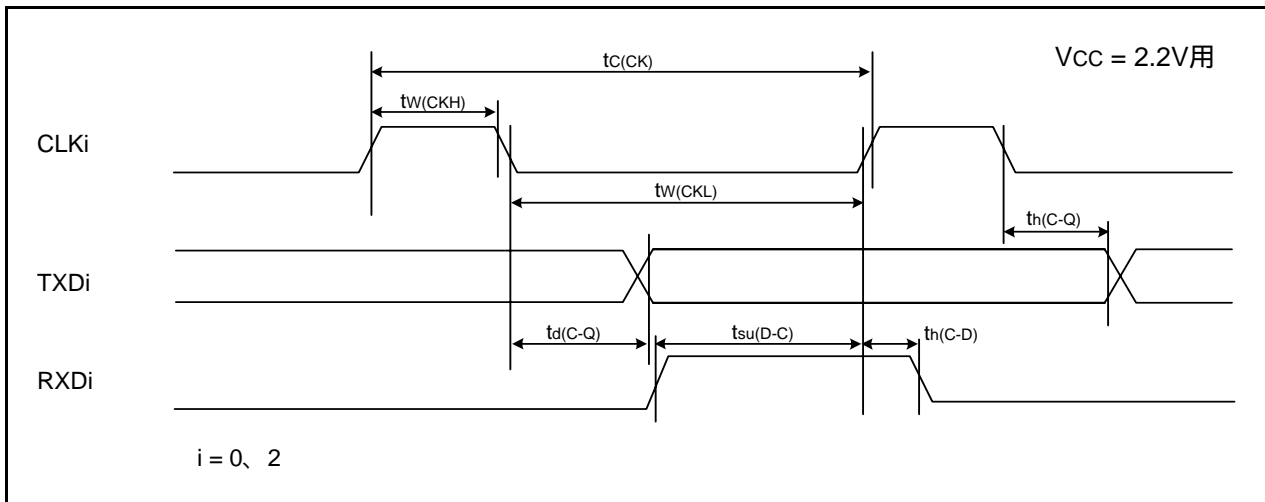 VCC = 2.2V用
tC(CK)
tW(CKH)
CLKi
tW(CKL)
th(C-Q)
TXDi
td(C-Q)
tsu(D-C)
th(C-D)
RXDi
i = 0、2